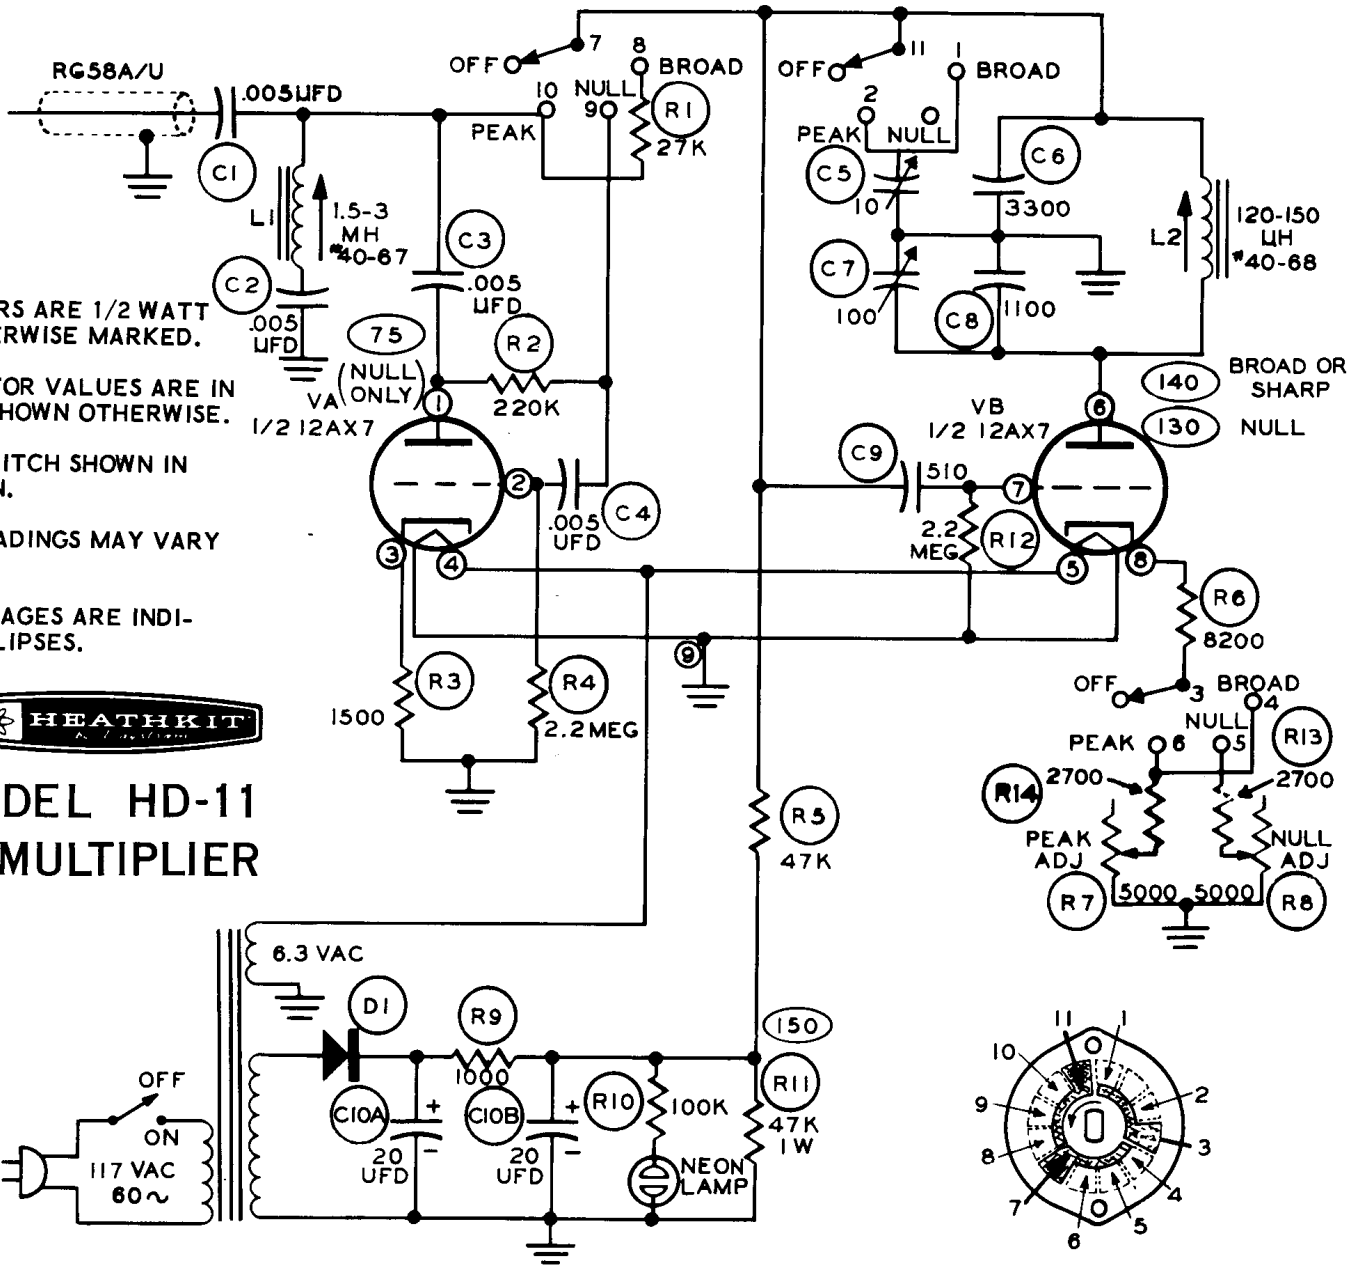 RG58A/U
.005 UFD
C1
L1
1.5-3
MH
"40-67
C2
.005
UFD
C3
.005
UFD
OFF
7
8
BROAD
10
NULL
9
PEAK
R1
27K
OFF
11
1
BROAD
2
PEAK
NULL
C5
10
C6
3300
C7
100
C8
1100
L2
120-150
UH
"40-68
RS ARE 1/2 WATT
ERWISE MARKED.
TOR VALUES ARE IN
HOWN OTHERWISE.
ITCH SHOWN IN
N.
ADINGS MAY VARY
AGES ARE INDI-
LIPSES.
75
(NULL
ONLY)
R2
220K
VA
1/2 12AX7
1
2
3
4
C4
.005
UFD
C9
510
VB
1/2 12AX7
6
7
5
8
140
BROAD OR
SHARP
130
NULL
2.2
MEG
R12
9
R3
1500
R4
2.2 MEG
R6
8200
OFF
3
BROAD
4
NULL
5
PEAK
6
R13
2700
R14
2700
PEAK
ADJ
NULL
ADJ
R7
5000
5000
R8
HEATHKIT
DEL HD-11
MULTIPLIER
R5
47K
6.3 VAC
D1
R9
1000
C10A
20
UFD
+
-
C10B
20
UFD
+
-
R10
100K
NEON
LAMP
150
R11
47K
1W
OFF
ON
117 VAC
60~
11
1
10
2
9
3
8
4
7
5
6